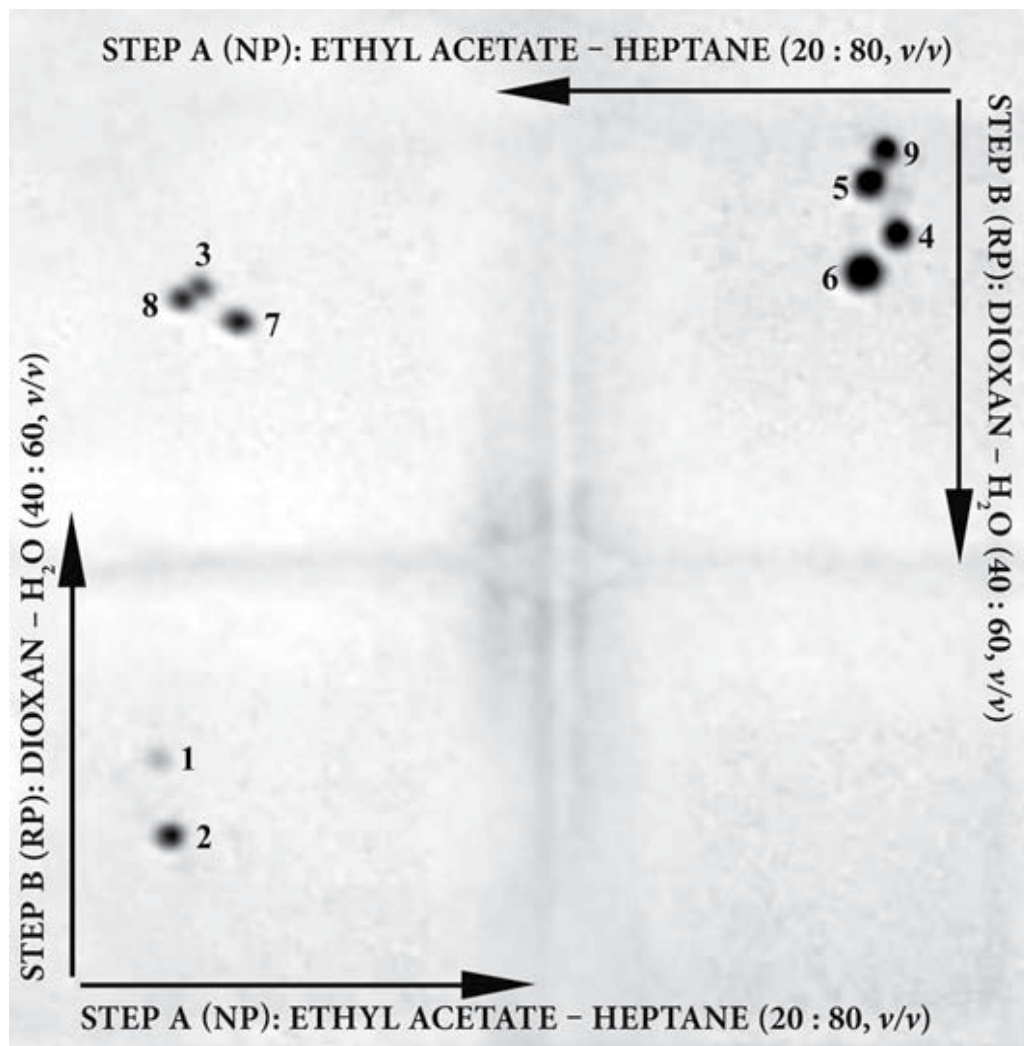 STEP A (NP): ETHYL ACETATE – HEPTANE (20 : 80, v/v)
STEP B (RP): DIOXAN – H₂O (40 : 60, v/v)
9
5
4
6
3
8
7
STEP B (RP): DIOXAN – H₂O (40 : 60, v/v)
1
2
STEP A (NP): ETHYL ACETATE – HEPTANE (20 : 80, v/v)